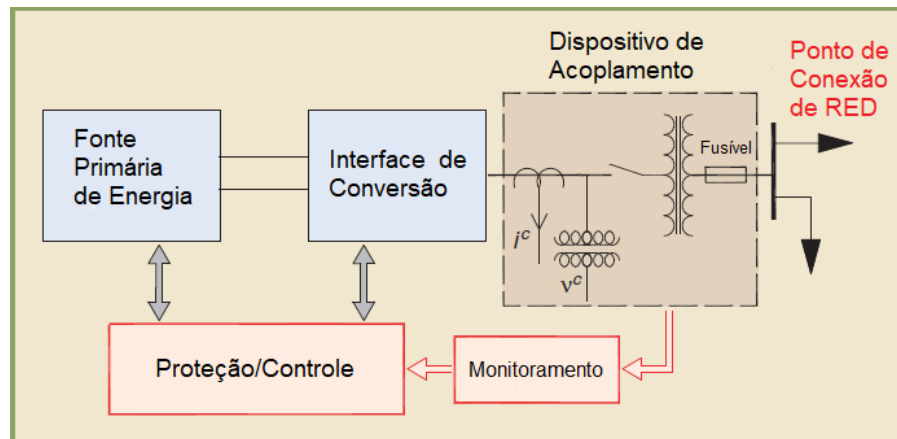 Dispositivo de
Acoplamento
Ponto de
Conexão
de RED
Fonte
Primária
de Energia
Interface de
Conversão
Fusível
i^c
v^c
Proteção/Controle
Monitoramento